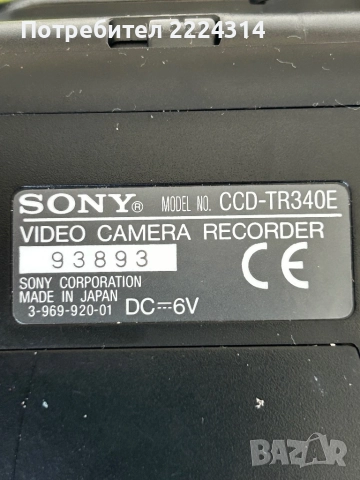 Потребител 2224314
SONY® MODEL NO. CCD-TR340E
VIDEO CAMERA RECORDER
93893
CE
SONY CORPORATION
MADE IN JAPAN
3-969-920-01 DC⎓6V
BAZAR